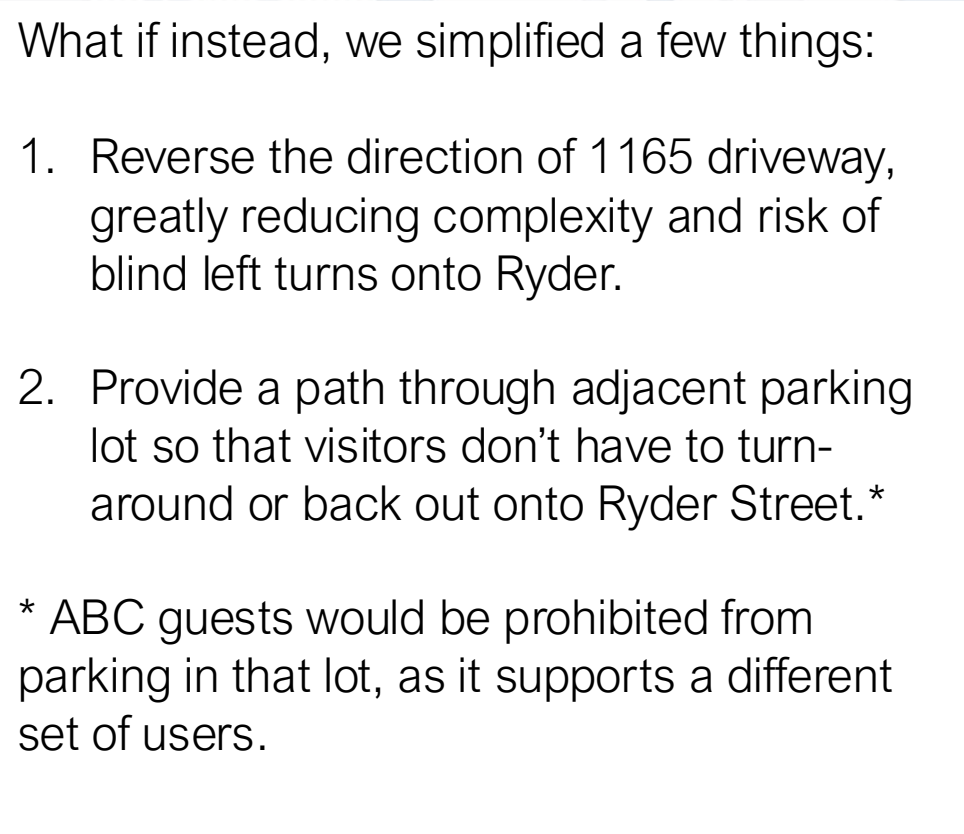 What if instead, we simplified a few things:
1. Reverse the direction of 1165 driveway,
greatly reducing complexity and risk of
blind left turns onto Ryder.
2. Provide a path through adjacent parking
lot so that visitors don’t have to turn-
around or back out onto Ryder Street.*
* ABC guests would be prohibited from
parking in that lot, as it supports a different
set of users.